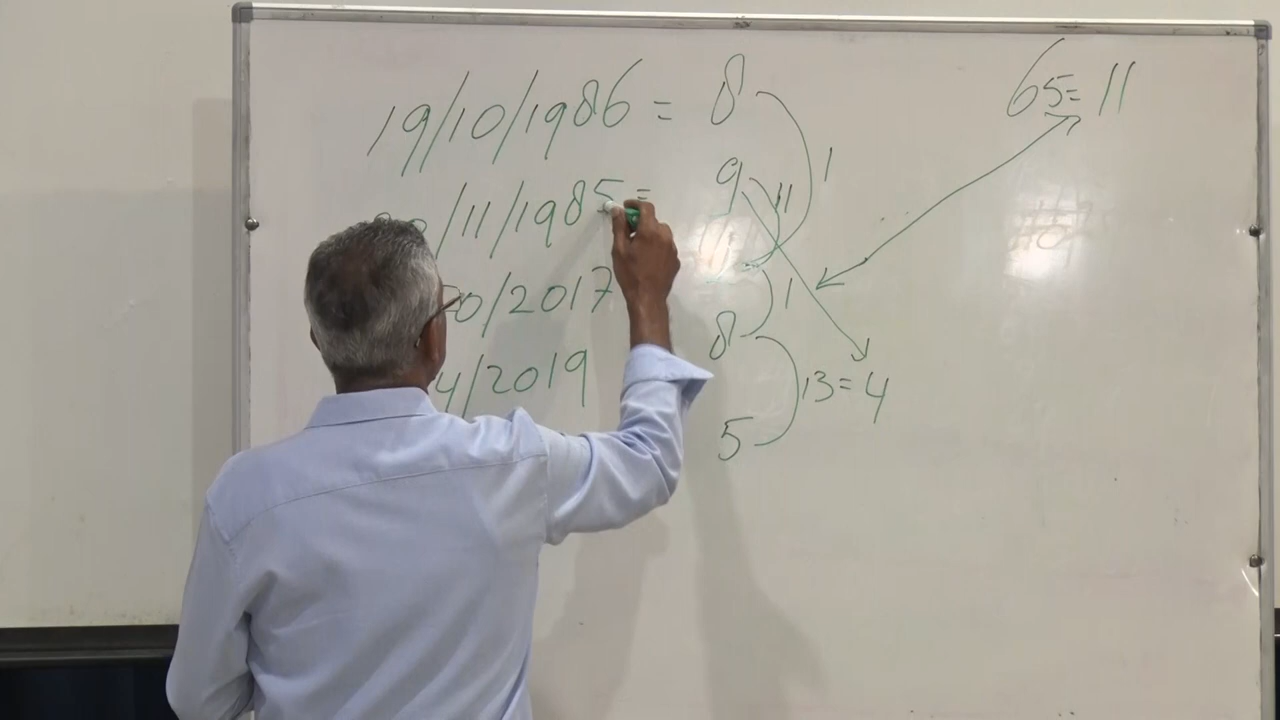 19/10/1986 = 8
65 = 11
1
/11/1985 = 9
11
/2017
1
8
4/2019
13 = 4
5